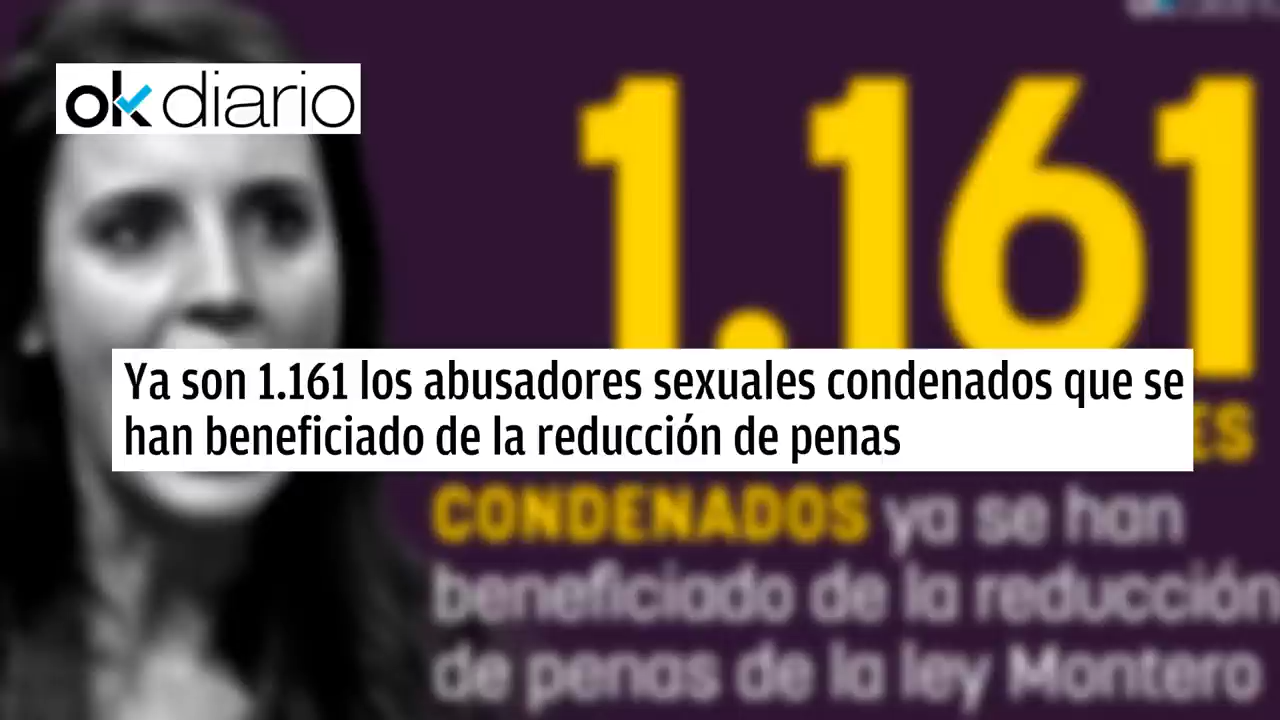 ok diario
1.161
Ya son 1.161 los abusadores sexuales condenados que se
han beneficiado de la reducción de penas
CONDENADOS ya se han
beneficiado de la reducción
de penas de la ley Montero